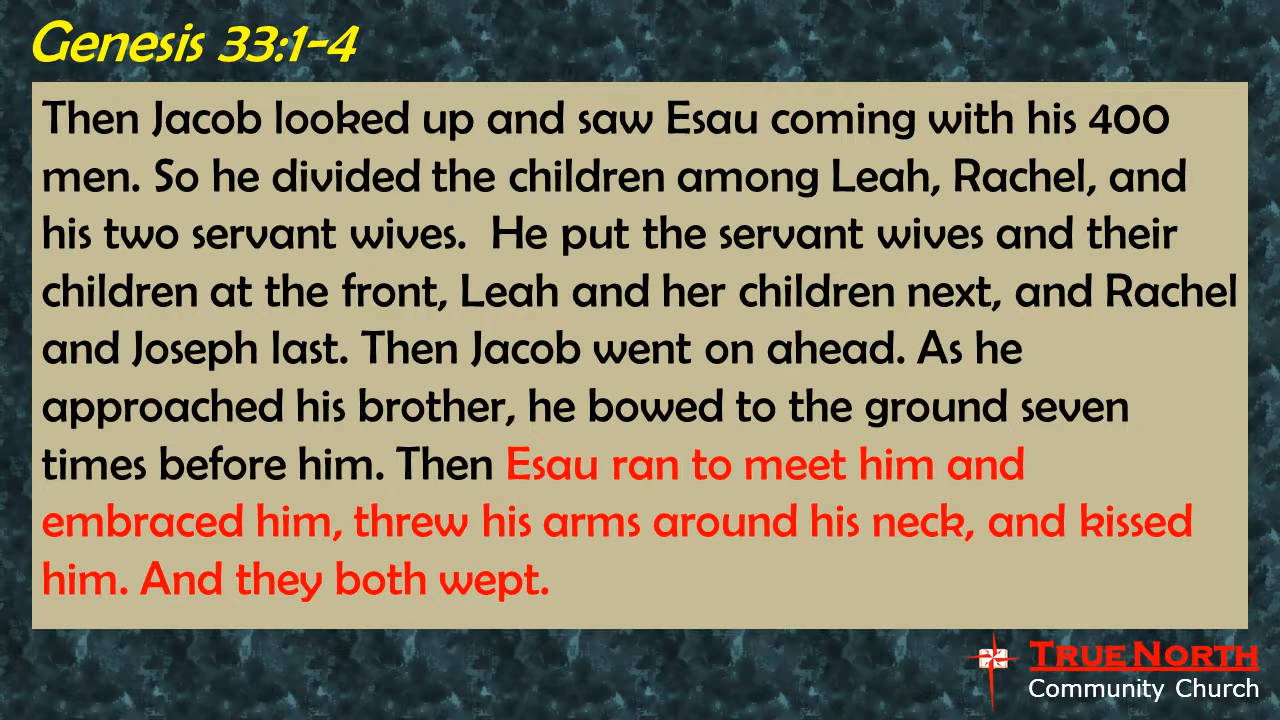 Genesis 33:1-4
Then Jacob looked up and saw Esau coming with his 400
men. So he divided the children among Leah, Rachel, and
his two servant wives.  He put the servant wives and their
children at the front, Leah and her children next, and Rachel
and Joseph last. Then Jacob went on ahead. As he
approached his brother, he bowed to the ground seven
times before him. Then Esau ran to meet him and
embraced him, threw his arms around his neck, and kissed
him. And they both wept.
TRUE NORTH
Community Church